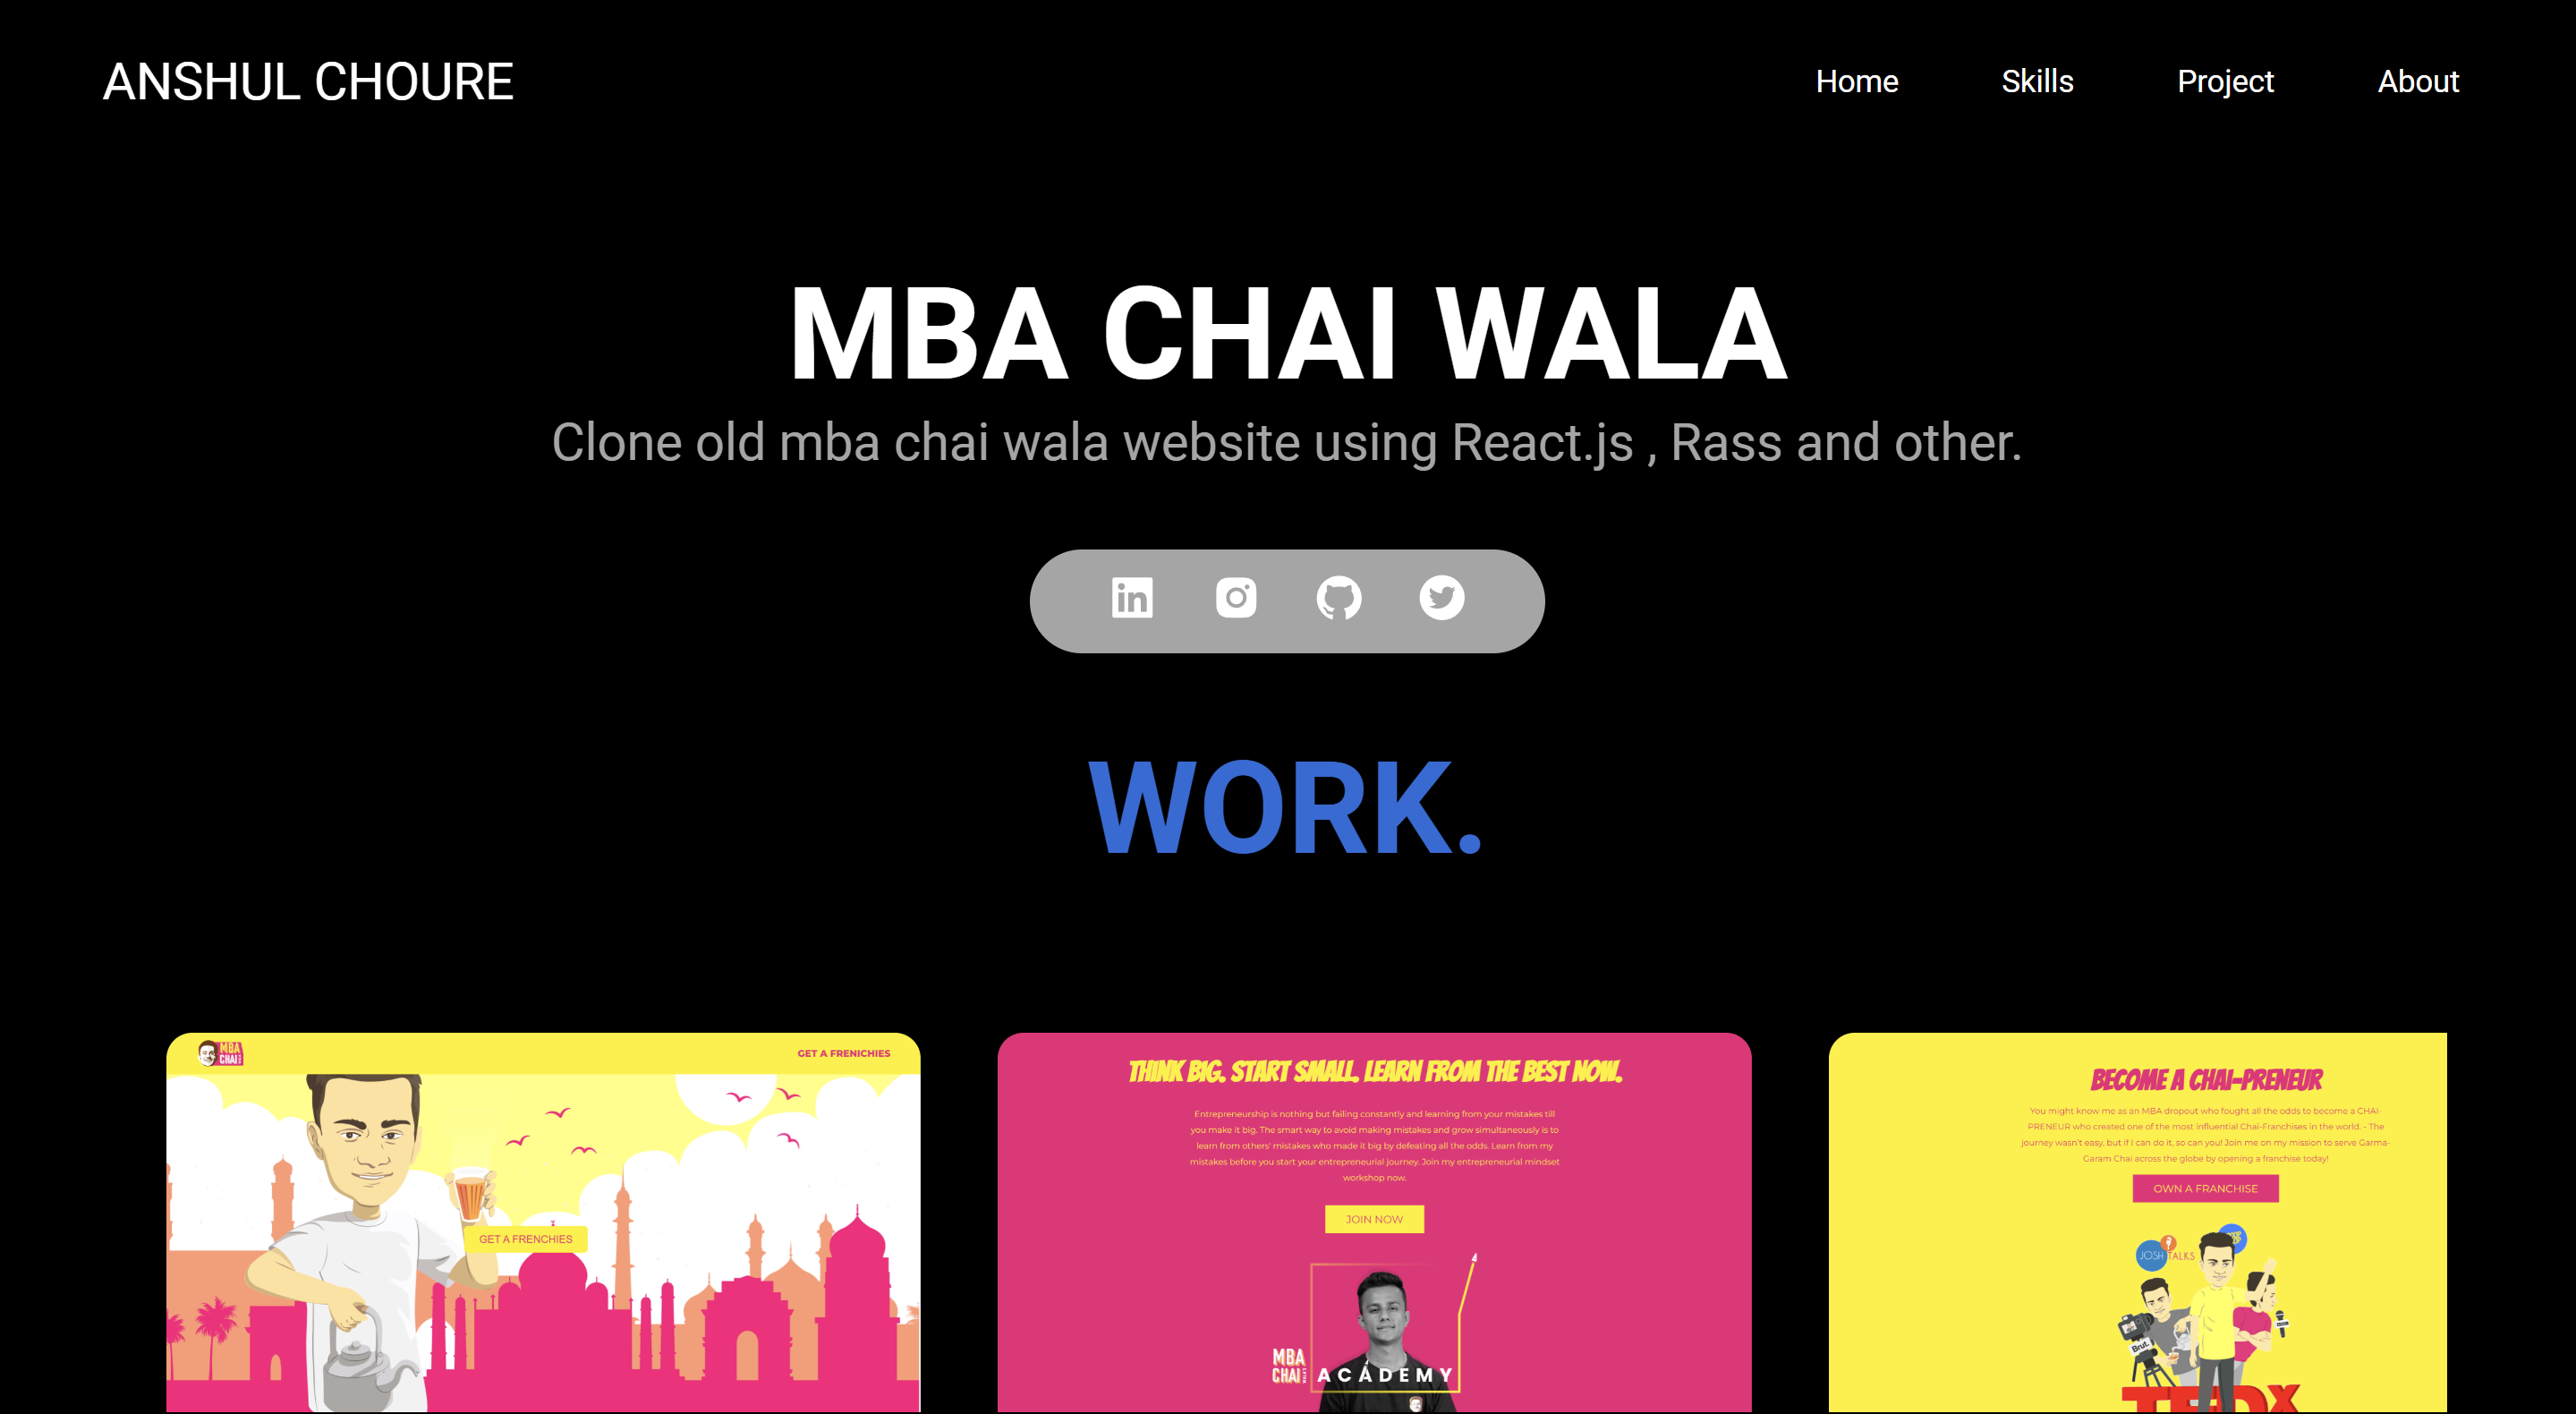 ANSHUL CHOURE
Home Skills Project About
MBA CHAI WALA
Clone old mba chai wala website using React.js , Rass and other.
WORK.
MBA
CHAI
GET A FRENICHIES
GET A FRENCHIES
THINK BIG. START SMALL. LEARN FROM THE BEST NOW.
Entrepreneurship is nothing but failing constantly and learning from your mistakes till
you make it big. The smart way to avoid making mistakes and grow simultaneously is to
learn from others' mistakes who made it big by defeating all the odds. Learn from my
mistakes before you start your entrepreneurial journey. Join my entrepreneurial mindset
workshop now.
JOIN NOW
MBA
CHAI
ACADEMY
BECOME A CHAI-PRENEUR
You might know me as an MBA dropout who fought all the odds to become a CHAI-
PRENEUR who created one of the most influential Chai-Franchises in the world. - The
journey wasn't easy, but if I can do it, so can you! Join me on my mission to serve Garma-
Garam Chai across the globe by opening a franchise today!
OWN A FRANCHISE
JOSH TALKS
Brut.
TEDX